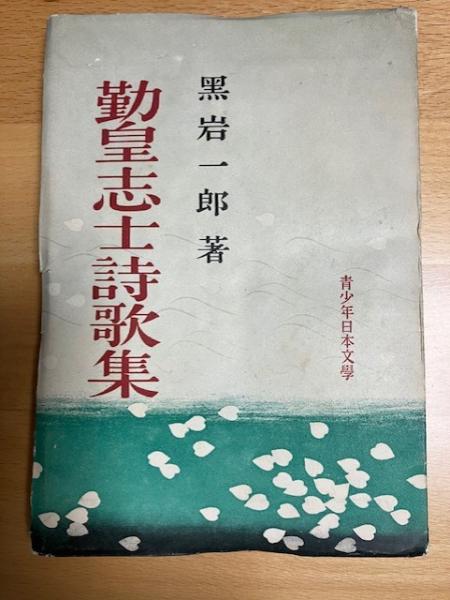 青少年日本文學
黑岩一郎著
勤皇志士詩歌集